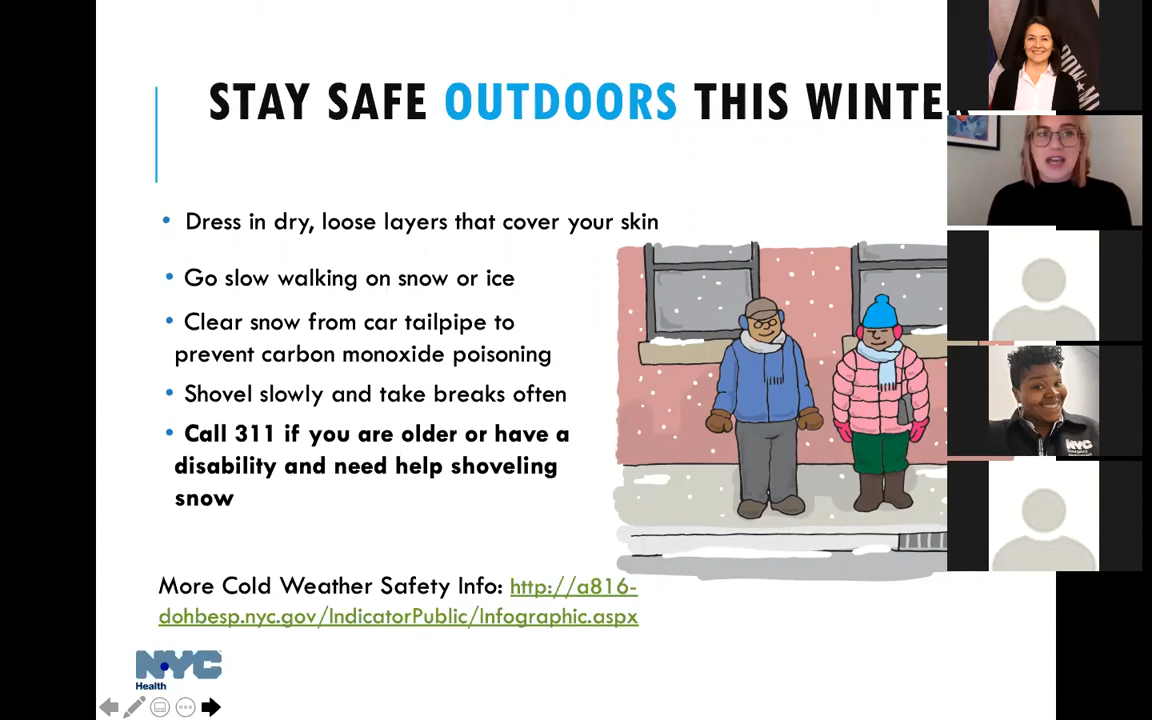 STAY SAFE OUTDOORS THIS WINTE
• Dress in dry, loose layers that cover your skin
• Go slow walking on snow or ice
• Clear snow from car tailpipe to
prevent carbon monoxide poisoning
• Shovel slowly and take breaks often
• Call 311 if you are older or have a
disability and need help shoveling
snow
More Cold Weather Safety Info: http://a816-
dohbesp.nyc.gov/IndicatorPublic/Infographic.aspx
NYC
Health
NYC